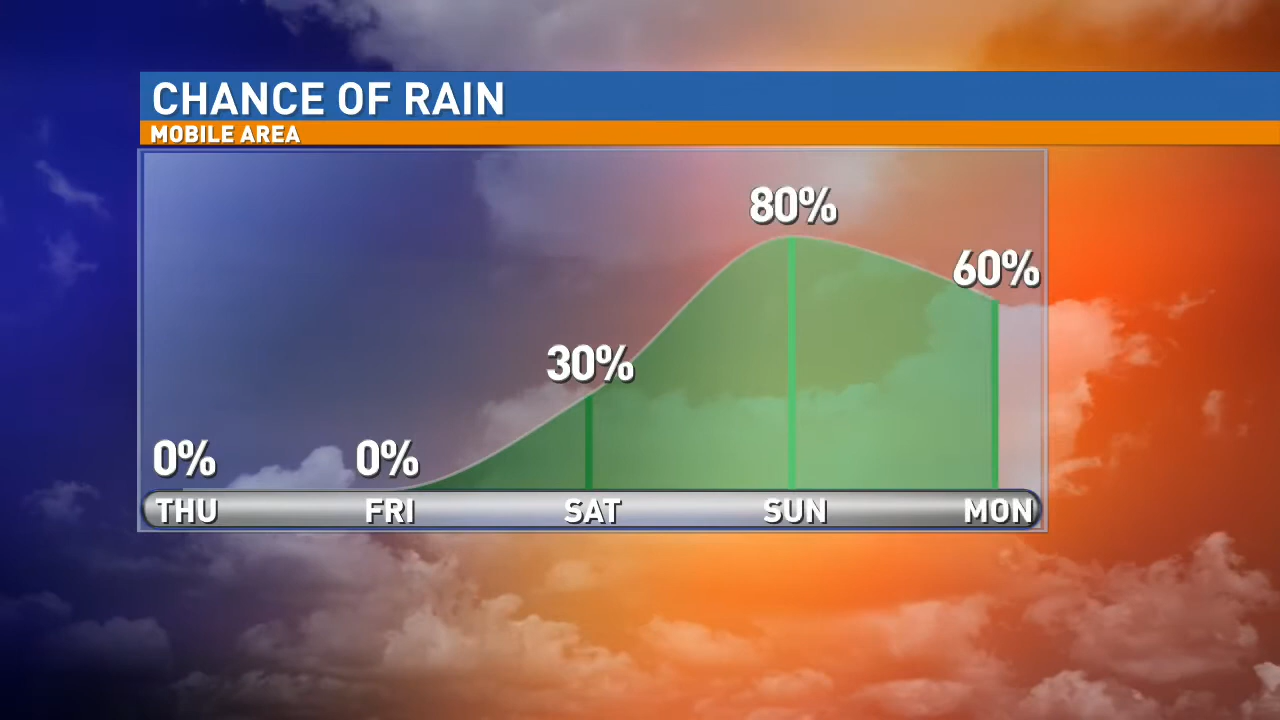 CHANCE OF RAIN
MOBILE AREA
80%
60%
30%
0% 0%
THU FRI SAT SUN MON